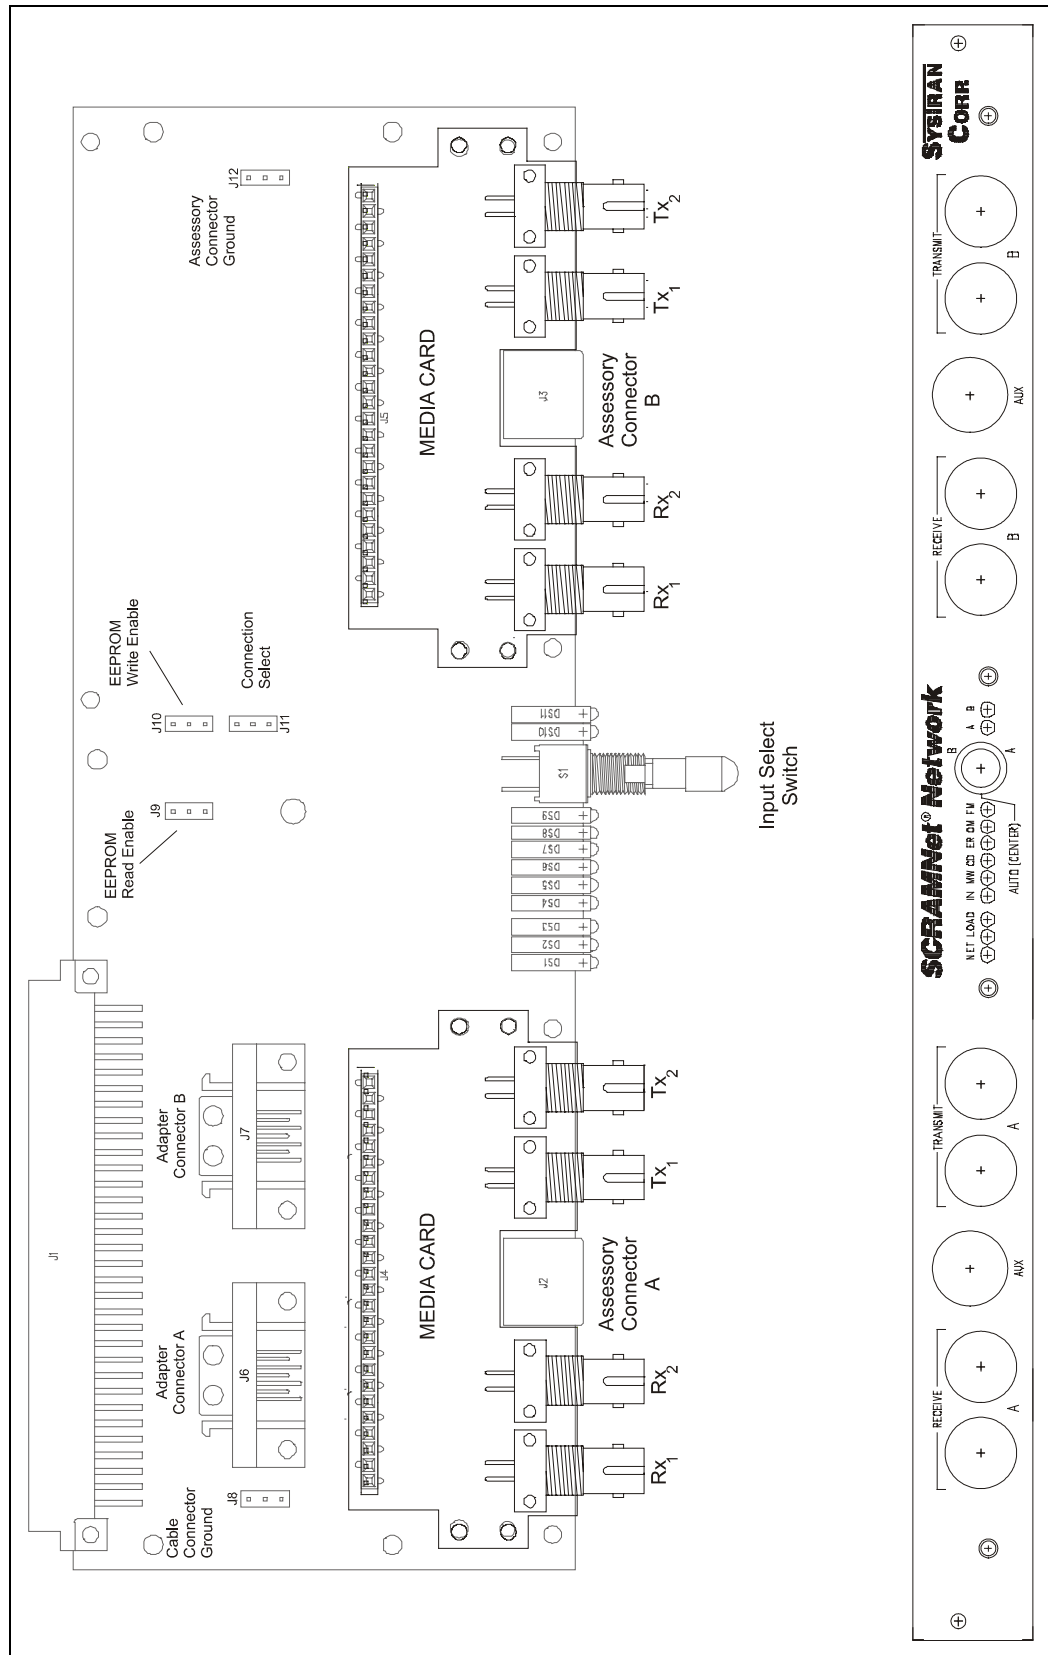 J1
Cable
Connector
Ground
J8
Adapter
Connector A
J6
Adapter
Connector B
J7
EEPROM
Read Enable
J9
EEPROM
Write Enable
J10
Connection
Select
J11
Assessory
Connector
Ground
J12
J4
MEDIA CARD
J2
Rx1
Rx2
Assessory
Connector
A
Tx1
Tx2
DS1
DS2
DS3
DS4
DS5
DS6
DS7
DS8
DS9
S1
DS10
DS11
Input Select
Switch
J5
MEDIA CARD
J3
Rx1
Rx2
Assessory
Connector
B
Tx1
Tx2
RECEIVE
A
AUX
TRANSMIT
A
SCRAMNet® Network
NET LOAD IN MW CD ER OM FM
AUTO (CENTER)
B
A
A B
RECEIVE
B
AUX
TRANSMIT
B
SYSTRAN
CORP.